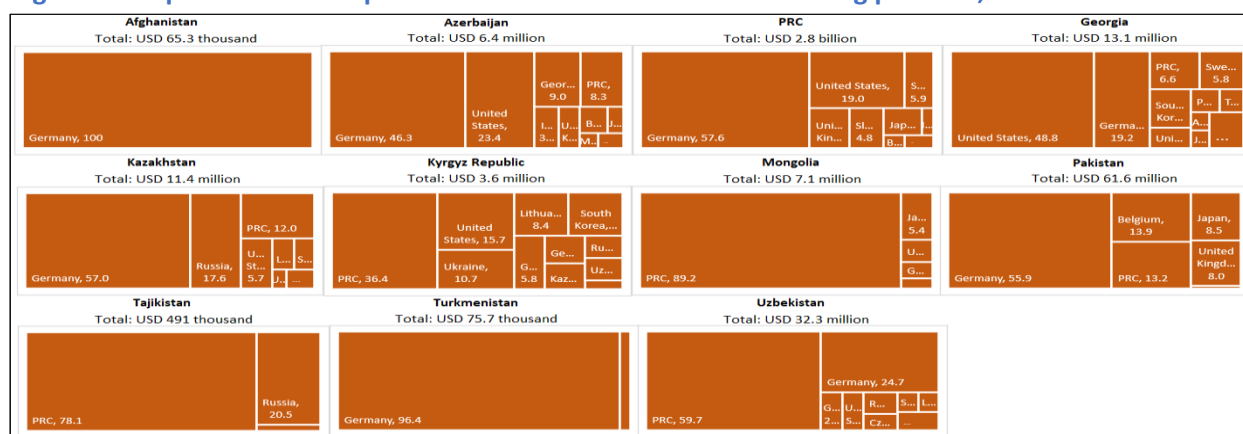 Afghanistan
Total: USD 65.3 thousand
Germany, 100
Azerbaijan
Total: USD 6.4 million
Germany, 46.3
United
States,
23.4
Geor...
9.0
PRC,
8.3
I...
3...
U...
K...
B...
J...
M...
...
PRC
Total: USD 2.8 billion
Germany, 57.6
United States,
19.0
S...
5.9
Uni...
Kin...
Sl...
4.8
Jap...
B...
Georgia
Total: USD 13.1 million
United States, 48.8
Germa...
19.2
PRC,
6.6
Swe...
5.8
Sou...
Kor...
P...
T...
A...
Uni...
J...
...
Kazakhstan
Total: USD 11.4 million
Germany, 57.0
Russia,
17.6
PRC, 12.0
U...
St...
5.7
L...
S...
J...
...
Kyrgyz Republic
Total: USD 3.6 million
PRC, 36.4
United
States, 15.7
Ukraine,
10.7
Lithua...
8.4
South
Korea,...
G...
5.8
Ge...
Kaz...
Ru...
Uz...
Mongolia
Total: USD 7.1 million
PRC, 89.2
Ja...
5.4
U...
G...
Pakistan
Total: USD 61.6 million
Germany, 55.9
Belgium,
13.9
PRC, 13.2
Japan,
8.5
United
Kingd...
8.0
Tajikistan
Total: USD 491 thousand
PRC, 78.1
Russia,
20.5
Turkmenistan
Total: USD 75.7 thousand
Germany, 96.4
Uzbekistan
Total: USD 32.3 million
PRC, 59.7
Germany, 24.7
G...
2...
U...
S...
R...
Cz...
S...
L...
...